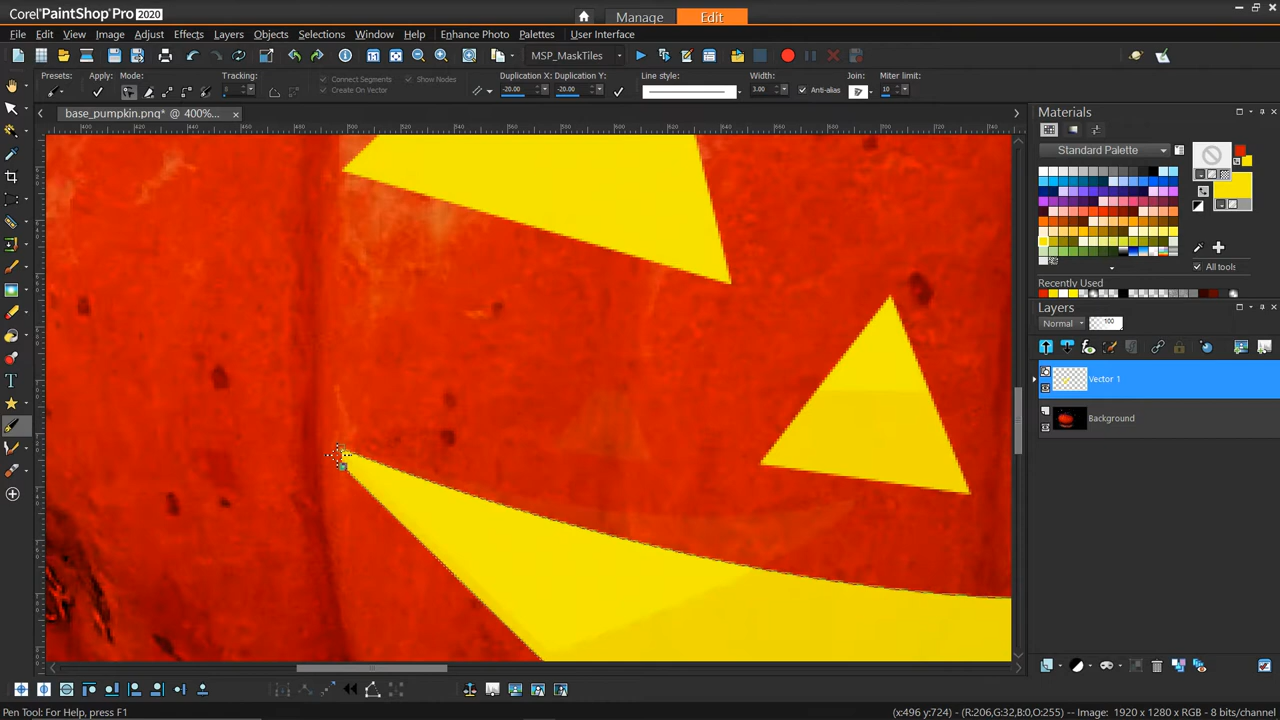 Corel®PaintShop®Pro 2020
Manage
Edit
File Edit View Image Adjust Effects Layers Objects Selections Window Help Enhance Photo Palettes User Interface
MSP_MaskTiles
Presets: Apply: Mode: Tracking: Connect Segments Show Nodes Duplication X: Duplication Y: Line style: Width: Join: Miter limit:
Create On Vector -20.00 -20.00 3.00 Anti-alias 10
base_pumpkin.png* @ 400%...
Materials
Standard Palette
All tools
Recently Used
Layers
Normal 100
Vector 1
Background
Pen Tool: For Help, press F1
(x:496 y:724) - (R:206,G:32,B:0,O:255) -- Image: 1920 x 1280 x RGB - 8 bits/channel